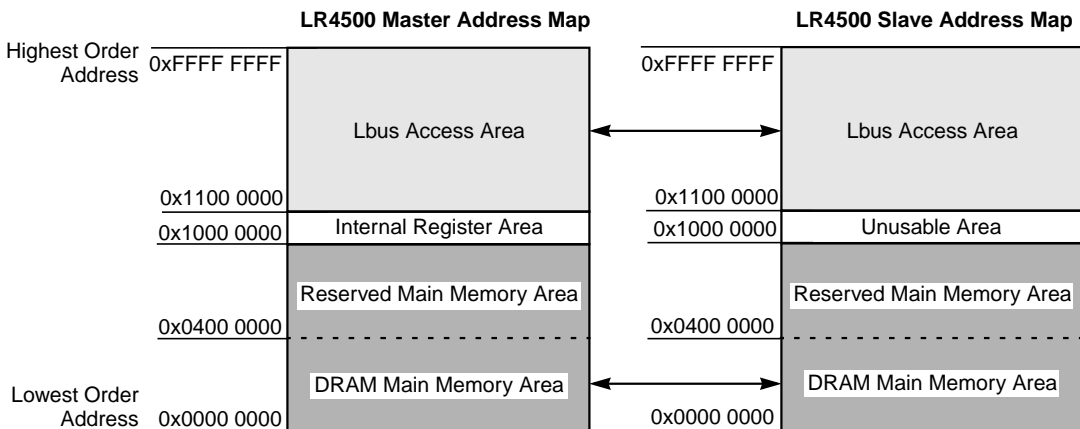 LR4500 Master Address Map
LR4500 Slave Address Map
Highest Order
Address
0xFFFF FFFF
0xFFFF FFFF
Lbus Access Area
Lbus Access Area
0x1100 0000
0x1100 0000
Internal Register Area
Unusable Area
0x1000 0000
0x1000 0000
Reserved Main Memory Area
Reserved Main Memory Area
0x0400 0000
0x0400 0000
DRAM Main Memory Area
DRAM Main Memory Area
Lowest Order
Address
0x0000 0000
0x0000 0000